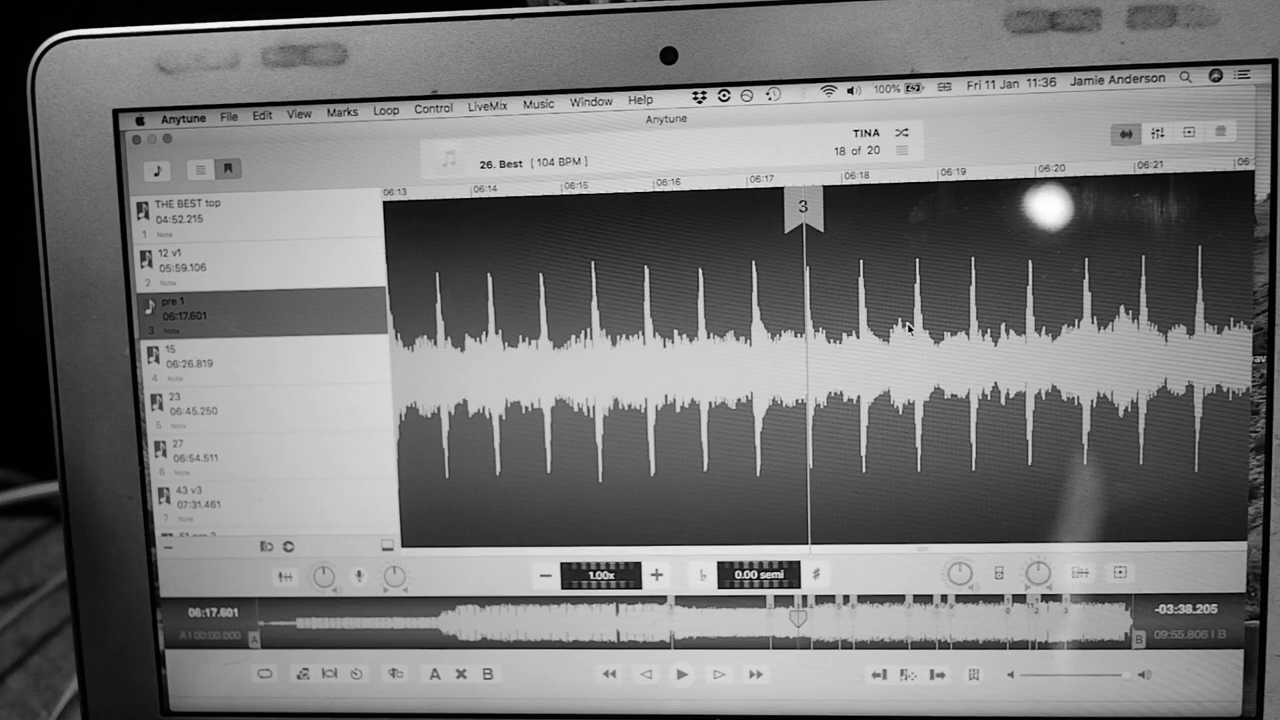 Anytune File Edit View Marks Loop Control LiveMix Music Window Help 100% Fri 11 Jan 11:36 Jamie Anderson
Anytune
26. Best [ 104 BPM ]
TINA
18 of 20
THE BEST top
04:52.215
1 Note
12 v1
05:59.106
2 Note
pre 1
06:17.601
3 Note
15
06:26.819
4 Note
23
06:45.250
5 Note
27
06:54.511
6 Note
43 v3
07:31.461
7 Note
06:13 06:14 06:15 06:16 06:17 06:18 06:19 06:20 06:21 06:
3
1.00x
0.00 semi
06:17.601
A | 00:00.000
A
B
-03:38.205
09:55.806 | B
A B